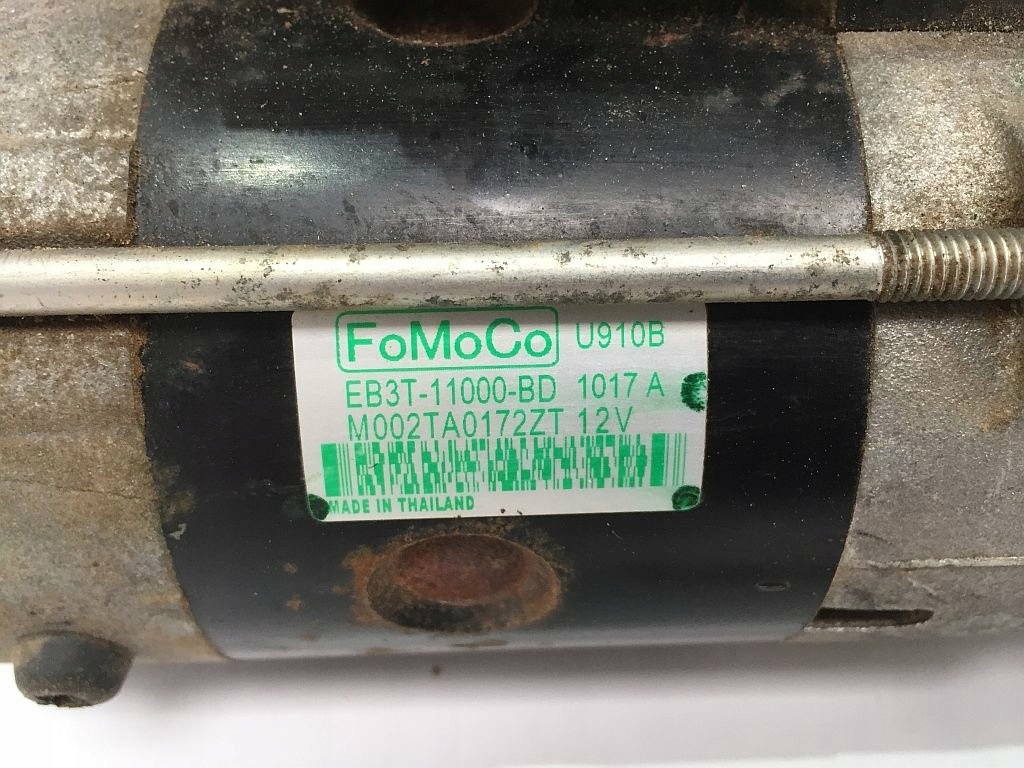 FoMoCo U910B
EB3T-11000-BD 1017 A
M002TA0172ZT 12V
MADE IN THAILAND